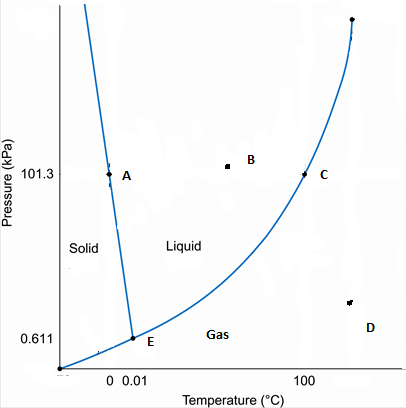 Pressure (kPa)
101.3
0.611
A
B
C
Solid
Liquid
D
E
Gas
0 0.01 100
Temperature (°C)